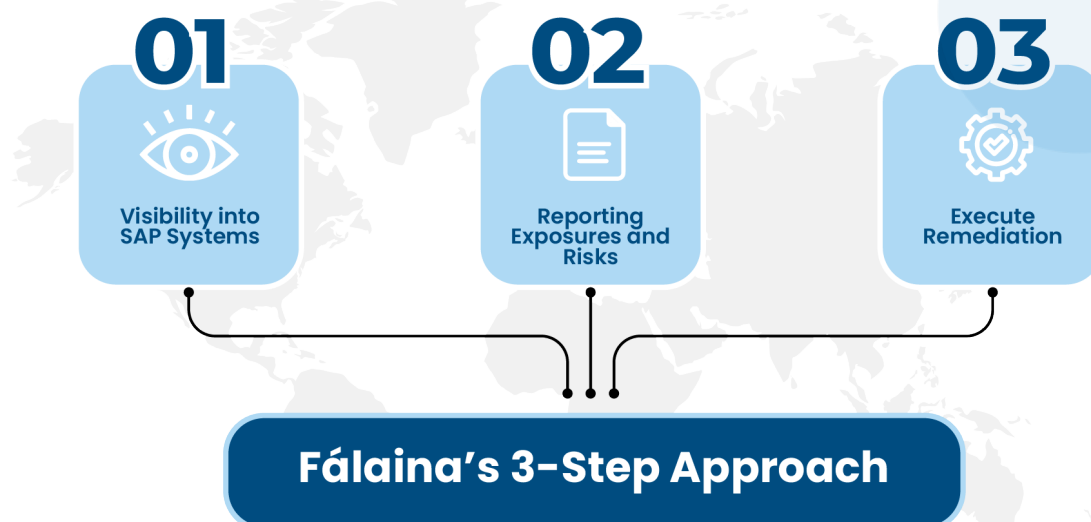 01
Visibility into
SAP Systems
02
Reporting
Exposures and
Risks
03
Execute
Remediation
Fálaina’s 3-Step Approach